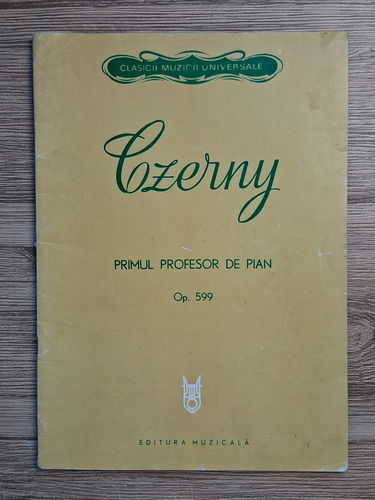 CLASICII MUZICII UNIVERSALE
Czerny
PRIMUL PROFESOR DE PIAN
Op. 599
EDITURA MUZICALĂ